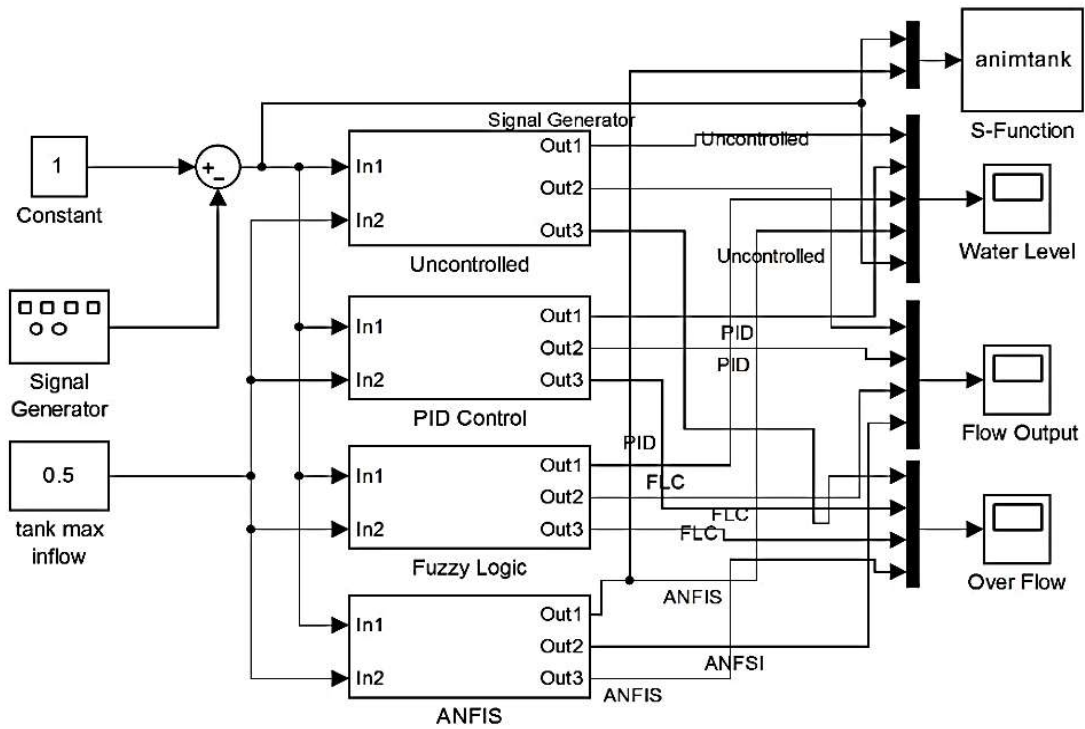 animtank
S-Function
Signal Generator
1
Constant
+
−
In1
In2
Out1
Out2
Out3
Uncontrolled
Uncontrolled
Uncontrolled
Water Level
Signal
Generator
In1
In2
Out1
Out2
Out3
PID Control
PID
PID
PID
Flow Output
0.5
tank max
inflow
In1
In2
Out1
Out2
Out3
Fuzzy Logic
FLC
FLC
FLC
Over Flow
In1
In2
Out1
Out2
Out3
ANFIS
ANFIS
ANFSI
ANFIS